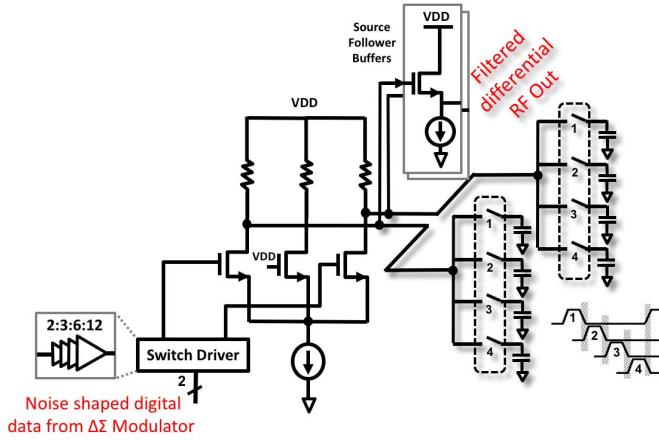 Source
Follower
Buffers
VDD
Filtered
differential
RF Out
VDD
VDD
1
2
3
4
1
2
3
4
1
2
3
4
2:3:6:12
Switch Driver
2
Noise shaped digital
data from ΔΣ Modulator